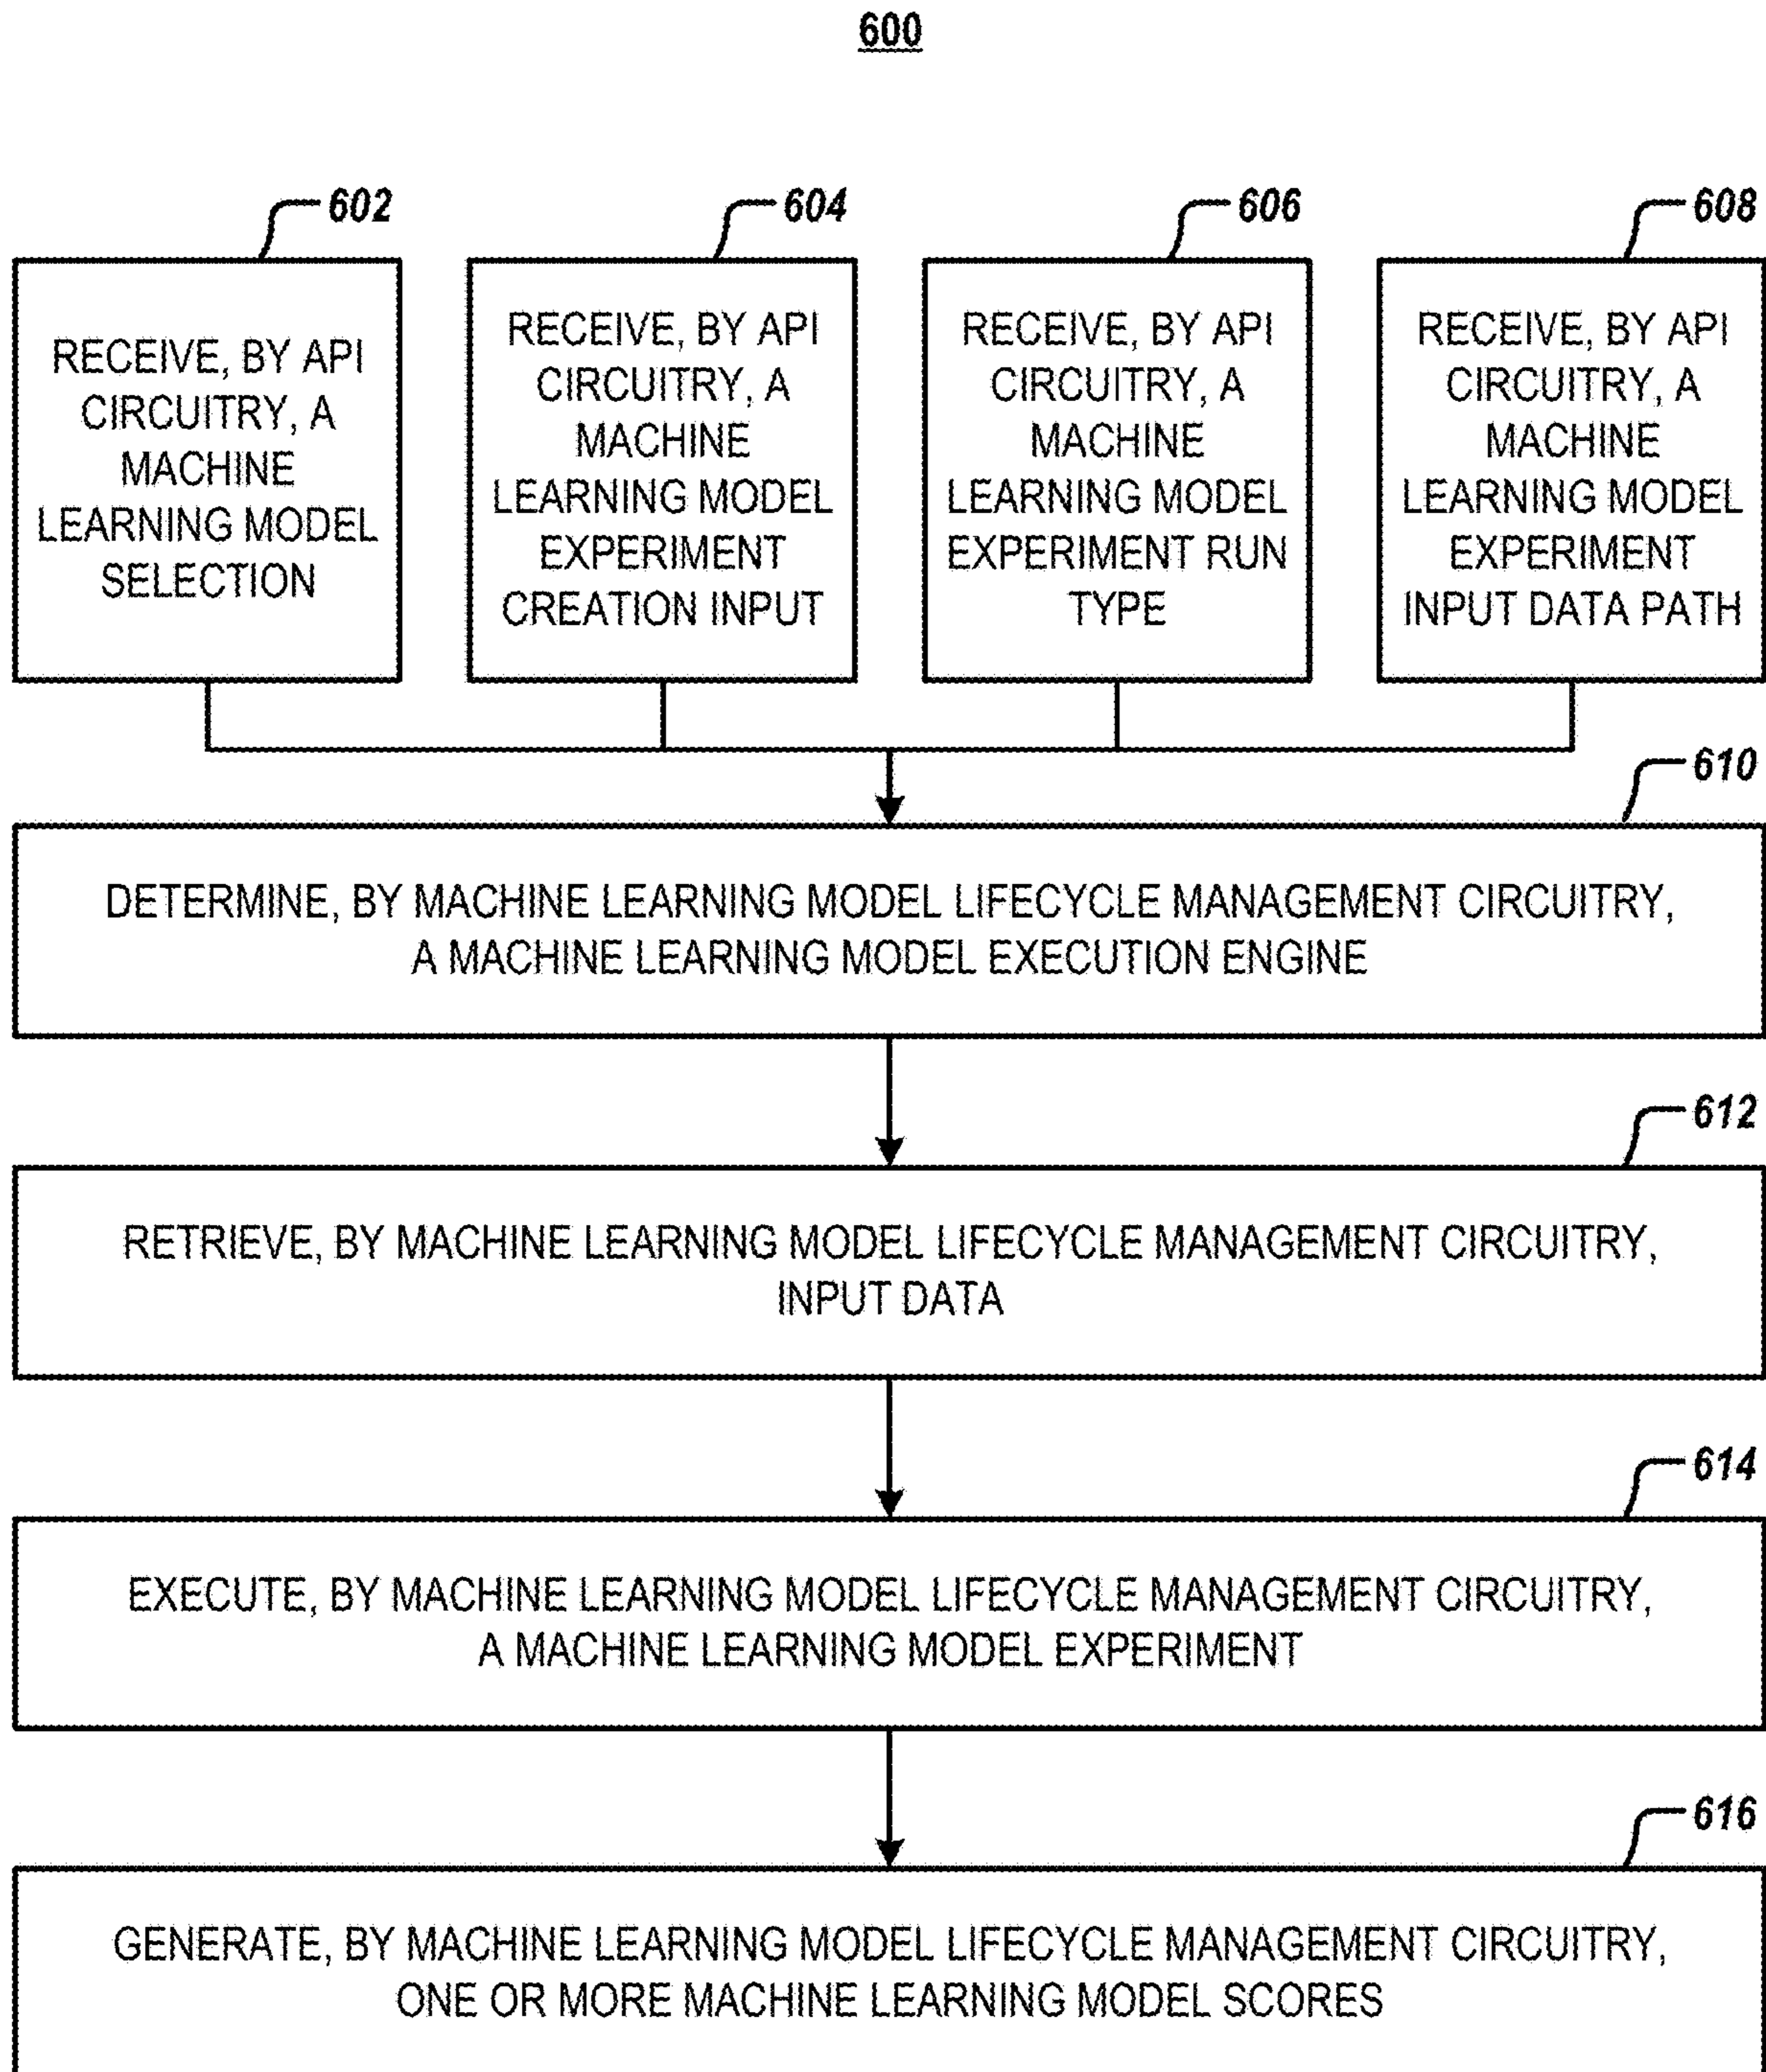 600
602
RECEIVE, BY API
CIRCUITRY, A
MACHINE
LEARNING MODEL
SELECTION
604
RECEIVE, BY API
CIRCUITRY, A
MACHINE
LEARNING MODEL
EXPERIMENT
CREATION INPUT
606
RECEIVE, BY API
CIRCUITRY, A
MACHINE
LEARNING MODEL
EXPERIMENT RUN
TYPE
608
RECEIVE, BY API
CIRCUITRY, A
MACHINE
LEARNING MODEL
EXPERIMENT
INPUT DATA PATH
610
DETERMINE, BY MACHINE LEARNING MODEL LIFECYCLE MANAGEMENT CIRCUITRY,
A MACHINE LEARNING MODEL EXECUTION ENGINE
612
RETRIEVE, BY MACHINE LEARNING MODEL LIFECYCLE MANAGEMENT CIRCUITRY,
INPUT DATA
614
EXECUTE, BY MACHINE LEARNING MODEL LIFECYCLE MANAGEMENT CIRCUITRY,
A MACHINE LEARNING MODEL EXPERIMENT
616
GENERATE, BY MACHINE LEARNING MODEL LIFECYCLE MANAGEMENT CIRCUITRY,
ONE OR MORE MACHINE LEARNING MODEL SCORES